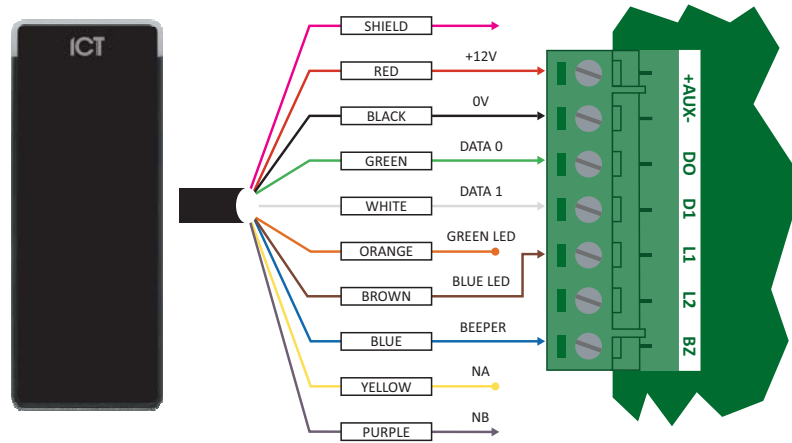 ICT
SHIELD
RED +12V
BLACK 0V
GREEN DATA 0
WHITE DATA 1
ORANGE GREEN LED
BROWN BLUE LED
BLUE BEEPER
YELLOW NA
PURPLE NB
+AUX-
D0
D1
L1
L2
BZ